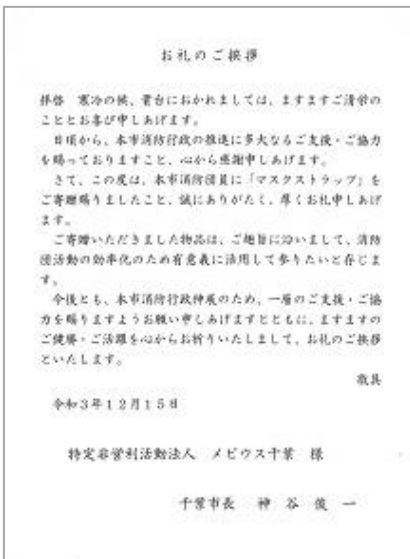 お礼のご挨拶
拝啓　寒冷の候、貴台におかれましては、ますますご清栄の
こととお喜び申しあげます。
日頃から、本市消防行政の推進に多大なるご支援・ご協力
を賜っておりますこと、心から感謝申しあげます。
さて、この度は、本市消防団員に「マスクストラップ」を
ご寄贈賜りましたこと、誠にありがたく、厚くお礼申しあげ
ます。
ご寄贈いただきました物品は、ご趣旨に沿いまして、消防
団活動の効率化のため有意義に活用して参りたいと存じま
す。
今後とも、本市消防行政伸展のため、一層のご支援・ご協
力を賜りますようお願い申しあげますとともに、ますますの
ご健勝・ご活躍を心からお祈りいたしまして、お礼のご挨拶
といたします。
敬具
令和3年12月15日
特定非営利活動法人　メビウス千葉　様
千葉市長　神　谷　俊　一